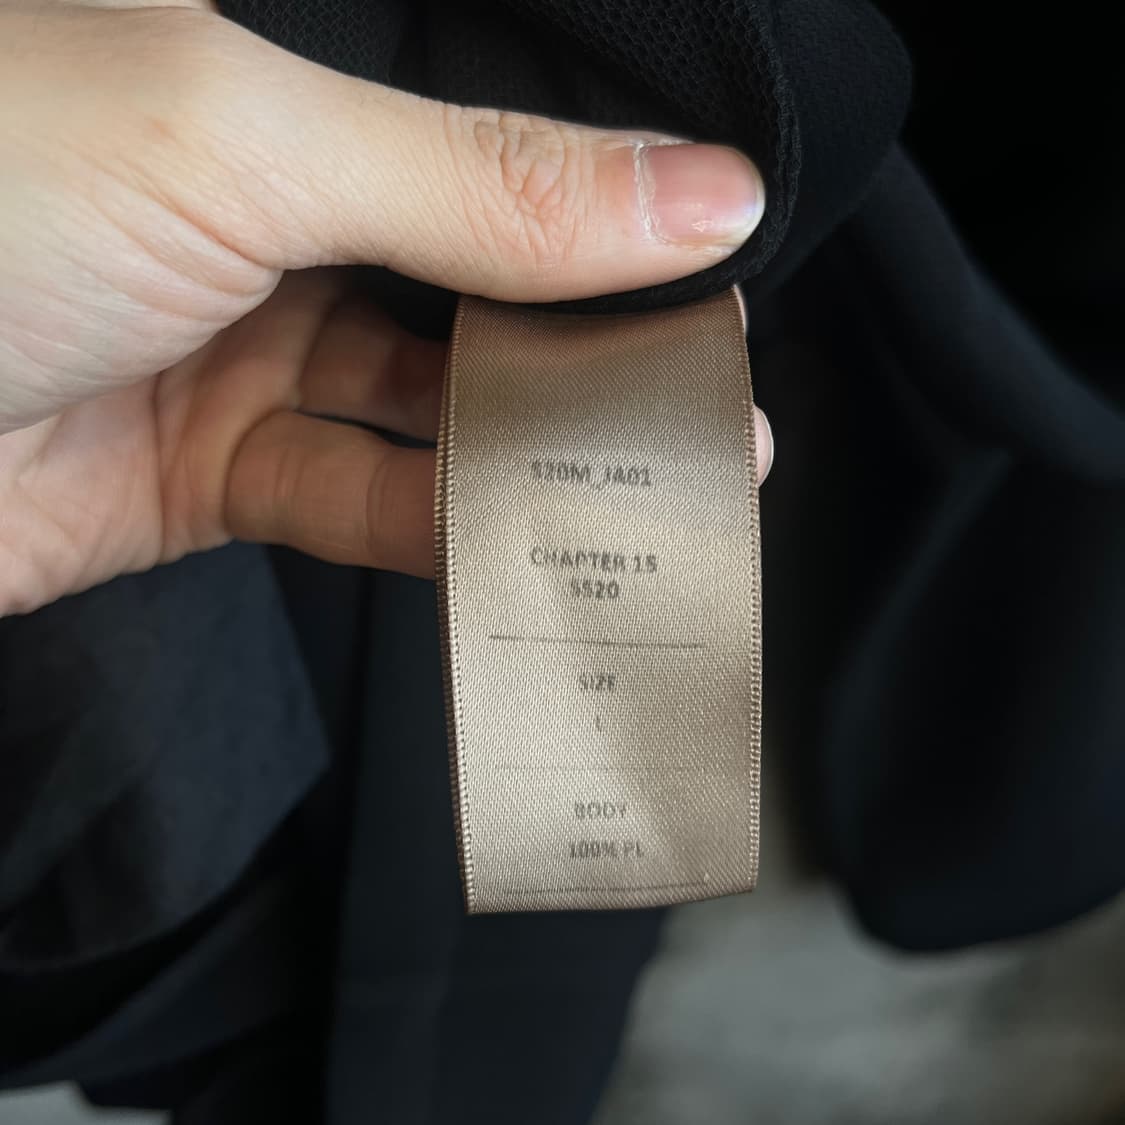 S20M_JA01
CHAPTER 15
SS20
SIZE
BODY
100% PL